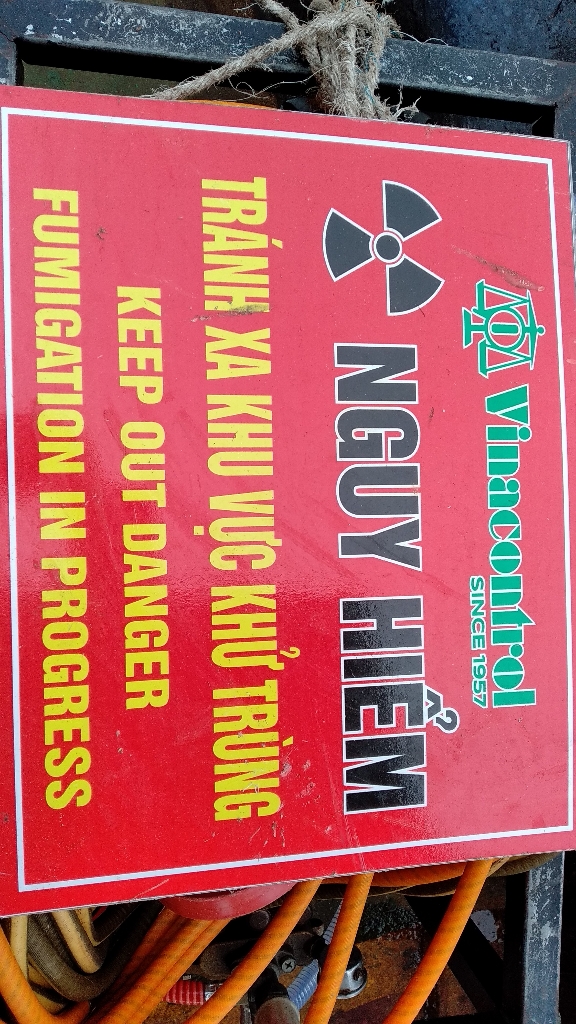 Vinacontrol
SINCE 1957
NGUY HIỂM
TRÁNH XA KHU VỰC KHỬ TRÙNG
KEEP OUT DANGER
FUMIGATION IN PROGRESS